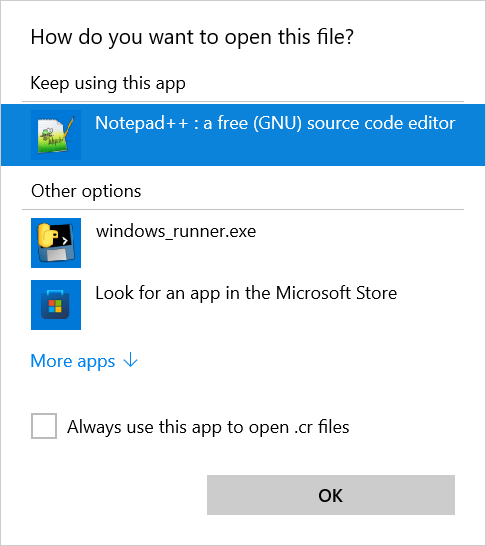 How do you want to open this file?
Keep using this app
Notepad++ : a free (GNU) source code editor
Other options
windows_runner.exe
Look for an app in the Microsoft Store
More apps ↓
Always use this app to open .cr files
OK